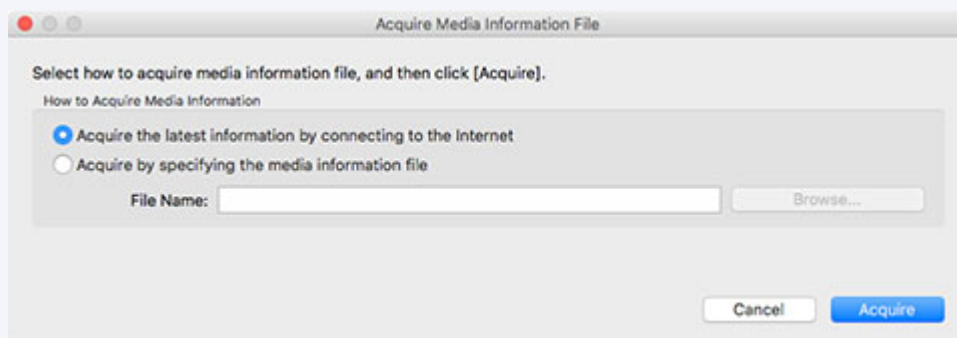 Acquire Media Information File
Select how to acquire media information file, and then click [Acquire].
How to Acquire Media Information
Acquire the latest information by connecting to the Internet
Acquire by specifying the media information file
File Name:
Browse...
Cancel
Acquire